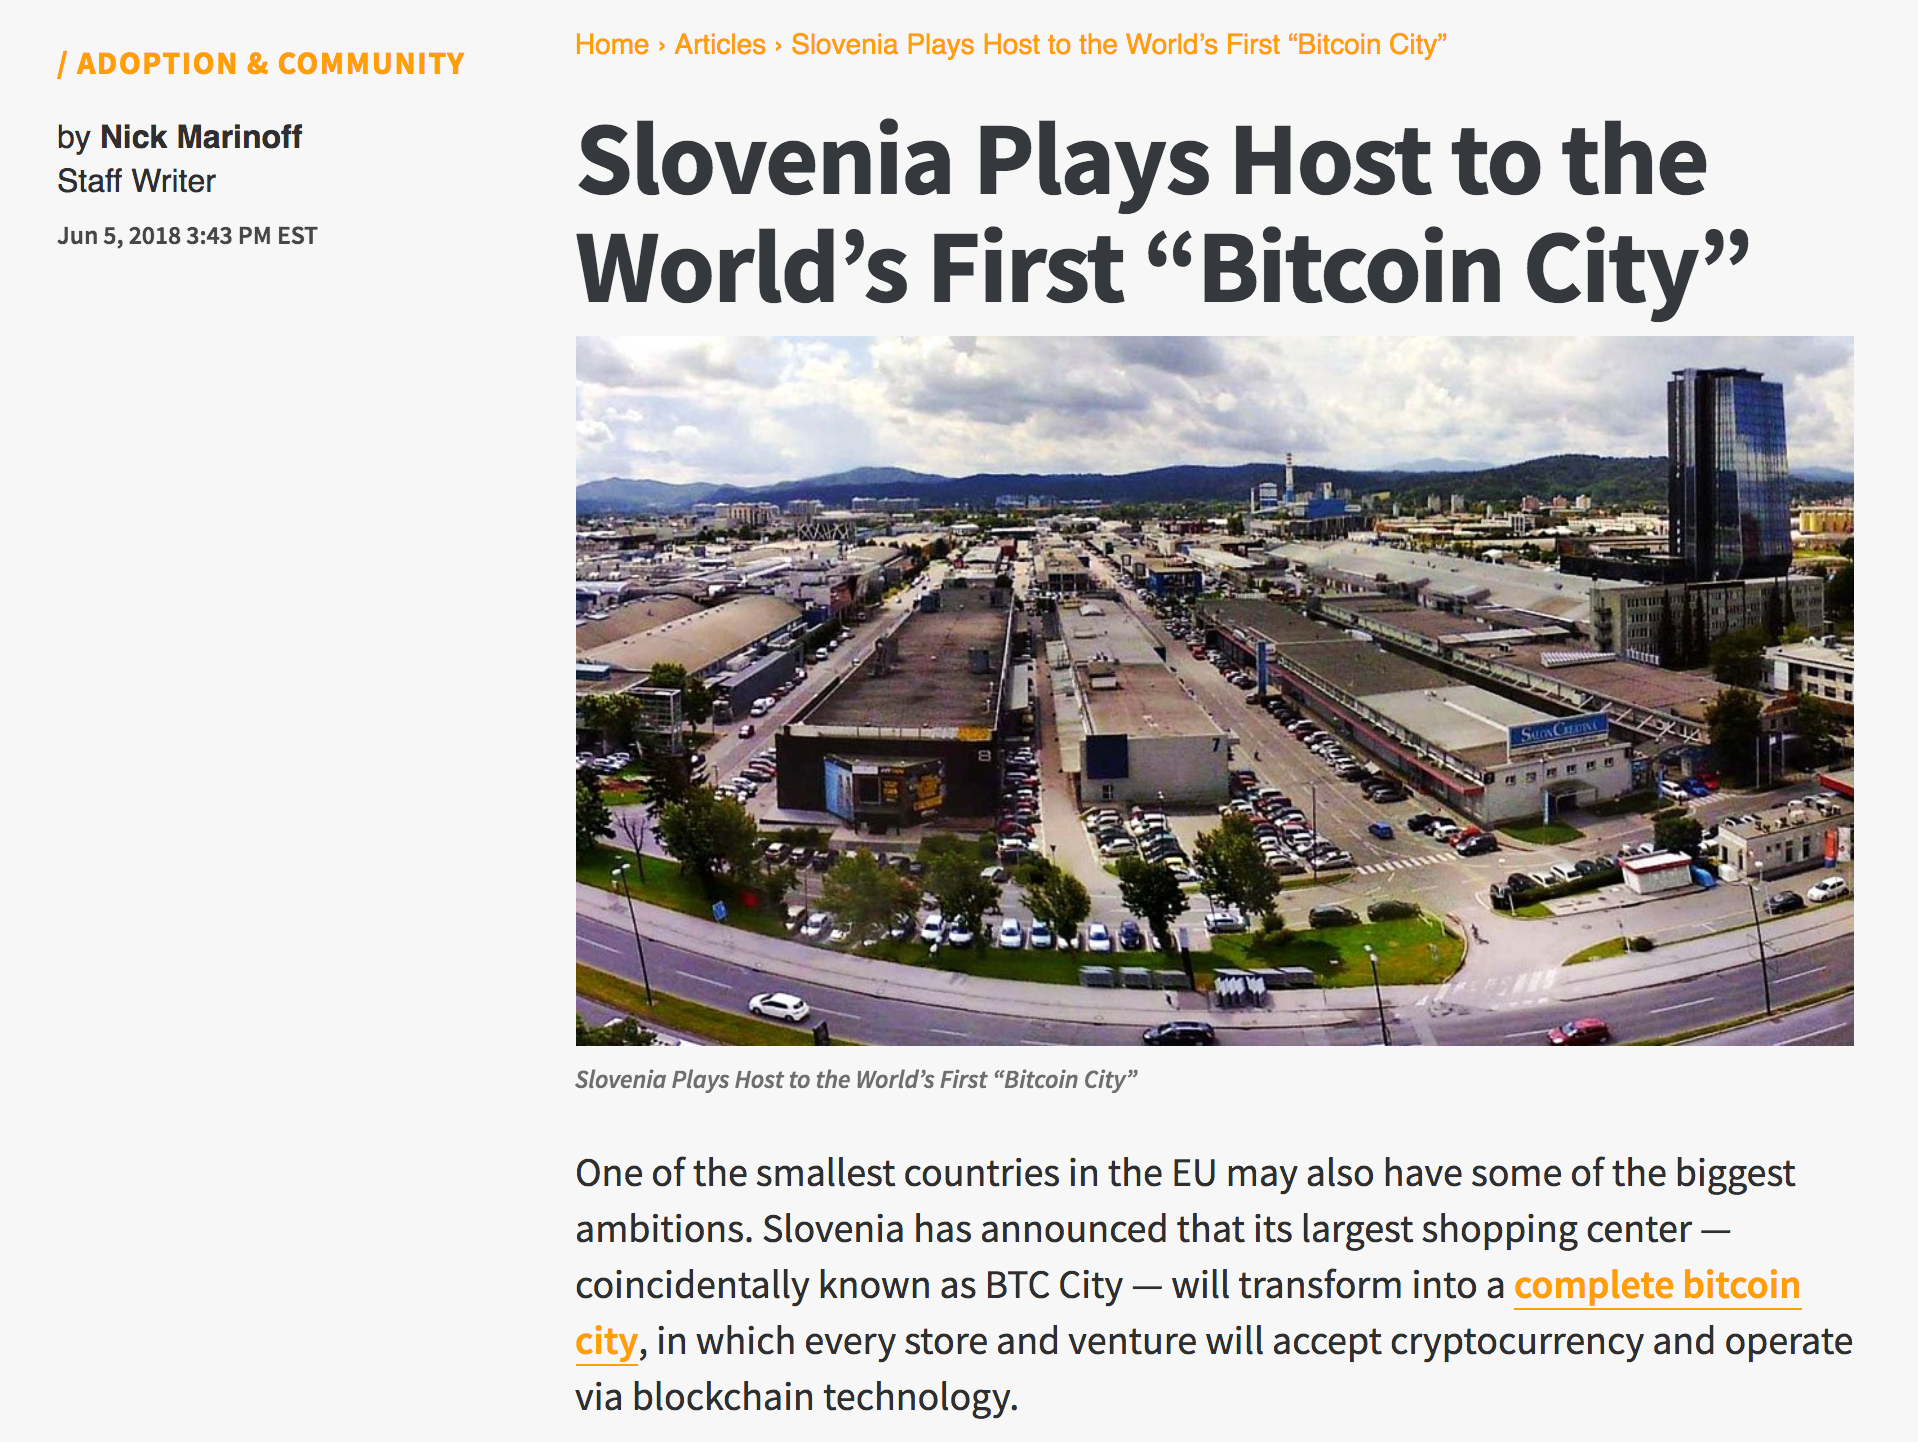 / ADOPTION & COMMUNITY
by Nick Marinoff
Staff Writer
Jun 5, 2018 3:43 PM EST
Home › Articles › Slovenia Plays Host to the World’s First “Bitcoin City”
Slovenia Plays Host to the
World’s First “Bitcoin City”
8
7
SALON CREATINA
Slovenia Plays Host to the World’s First “Bitcoin City”
One of the smallest countries in the EU may also have some of the biggest
ambitions. Slovenia has announced that its largest shopping center —
coincidentally known as BTC City — will transform into a complete bitcoin
city, in which every store and venture will accept cryptocurrency and operate
via blockchain technology.